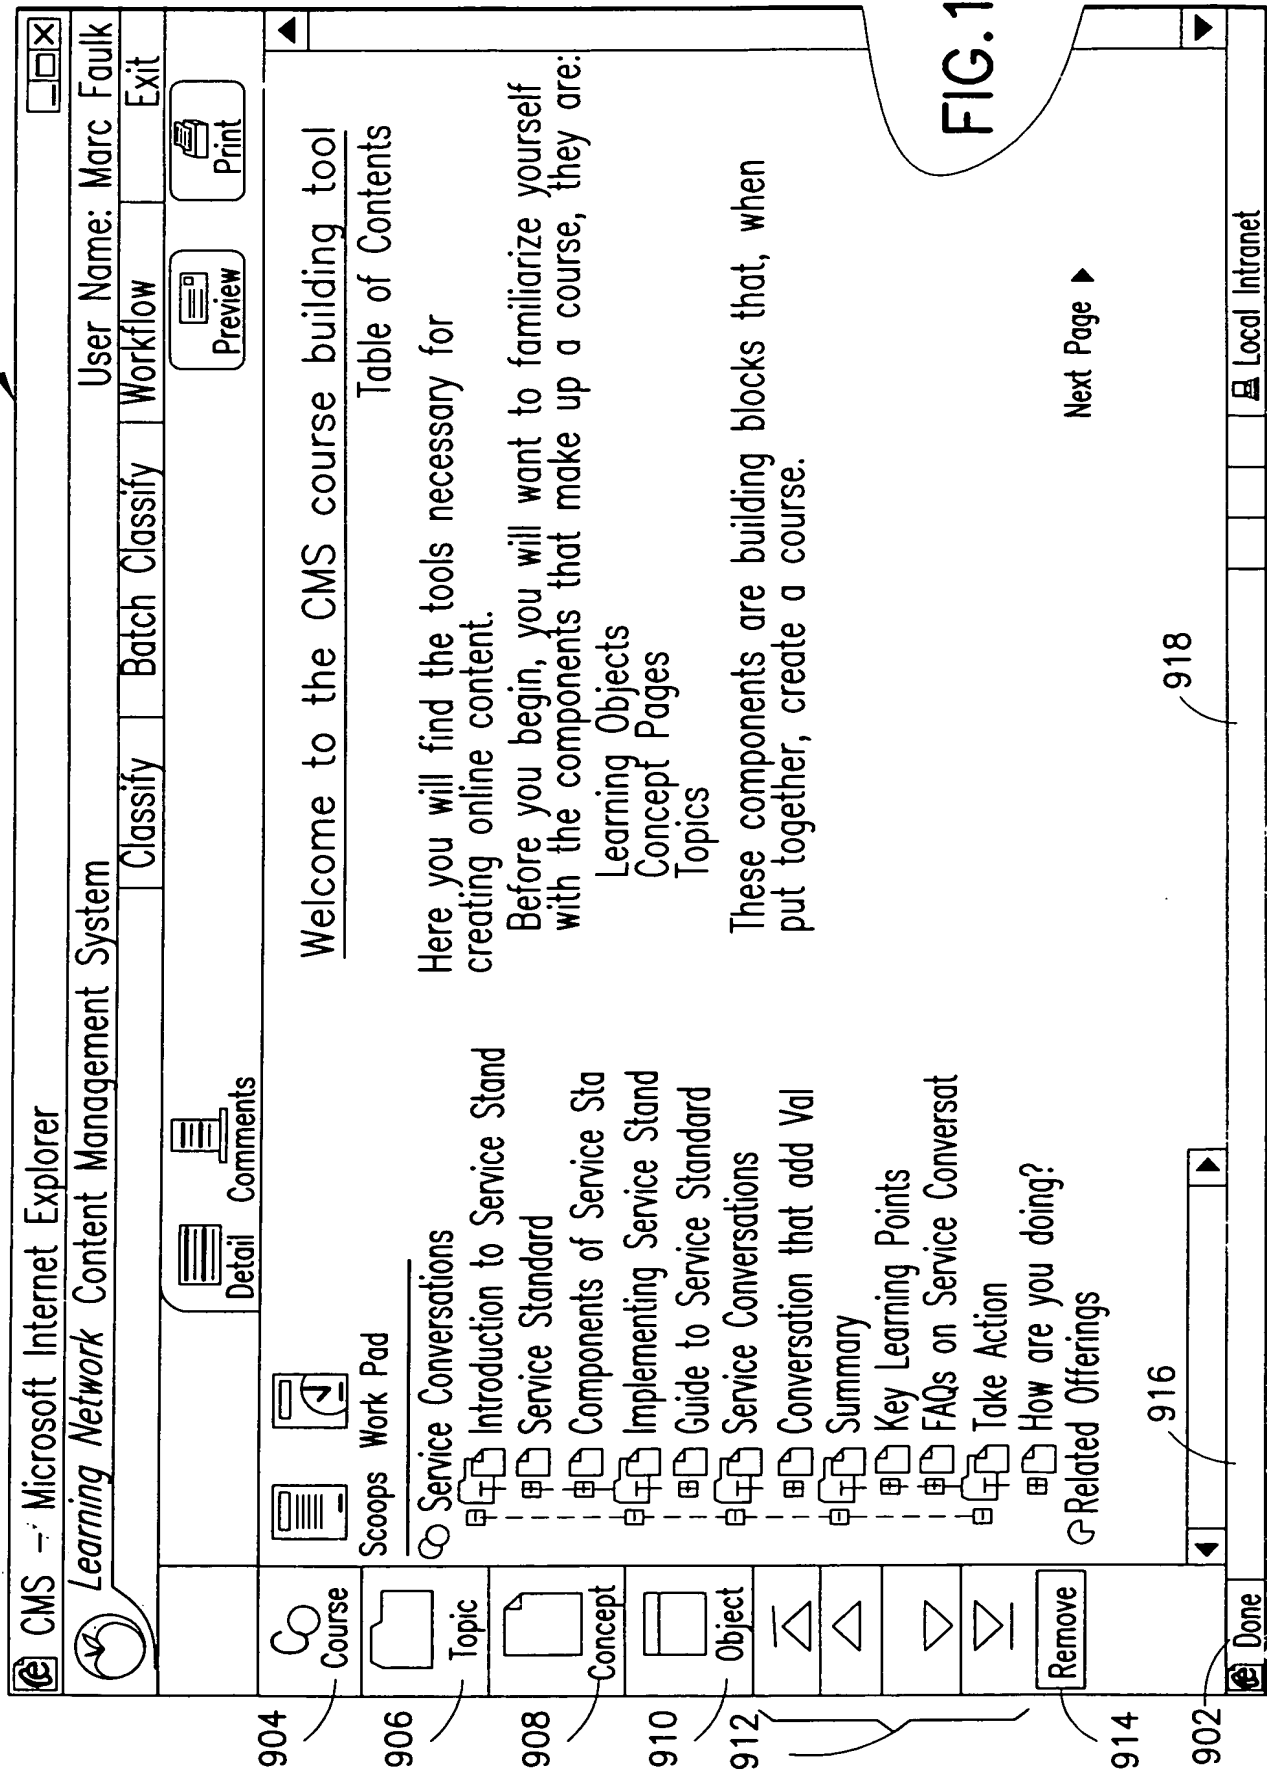 CMS – Microsoft Internet Explorer
Learning Network Content Management System
User Name: Marc Faulk
Classify
Batch Classify
Workflow
Exit
Detail
Comments
Preview
Print
904
Course
906
Topic
908
Concept
910
Object
912
Remove
914
902
Done
Scoops
Work Pad
Service Conversations
Introduction to Service Stand
Service Standard
Components of Service Sta
Implementing Service Stand
Guide to Service Standard
Service Conversations
Conversation that add Val
Summary
Key Learning Points
FAQs on Service Conversat
Take Action
How are you doing?
Related Offerings
916
Welcome to the CMS course building tool
Table of Contents
Here you will find the tools necessary for
creating online content.
Before you begin, you will want to familiarize yourself
with the components that make up a course, they are:
Learning Objects
Concept Pages
Topics
These components are building blocks that, when
put together, create a course.
Next Page
918
Local Intranet